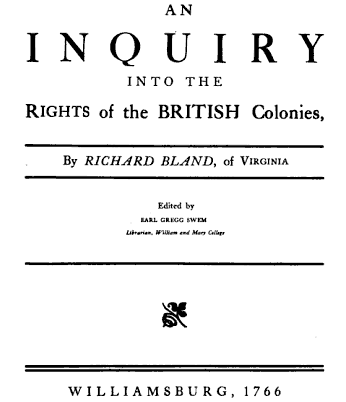 AN
INQUIRY
INTO THE
RIGHTS of the BRITISH Colonies,
By RICHARD BLAND, of VIRGINIA
Edited by
EARL GREGG SWEM
Librarian, William and Mary College
WILLIAMSBURG, 1766